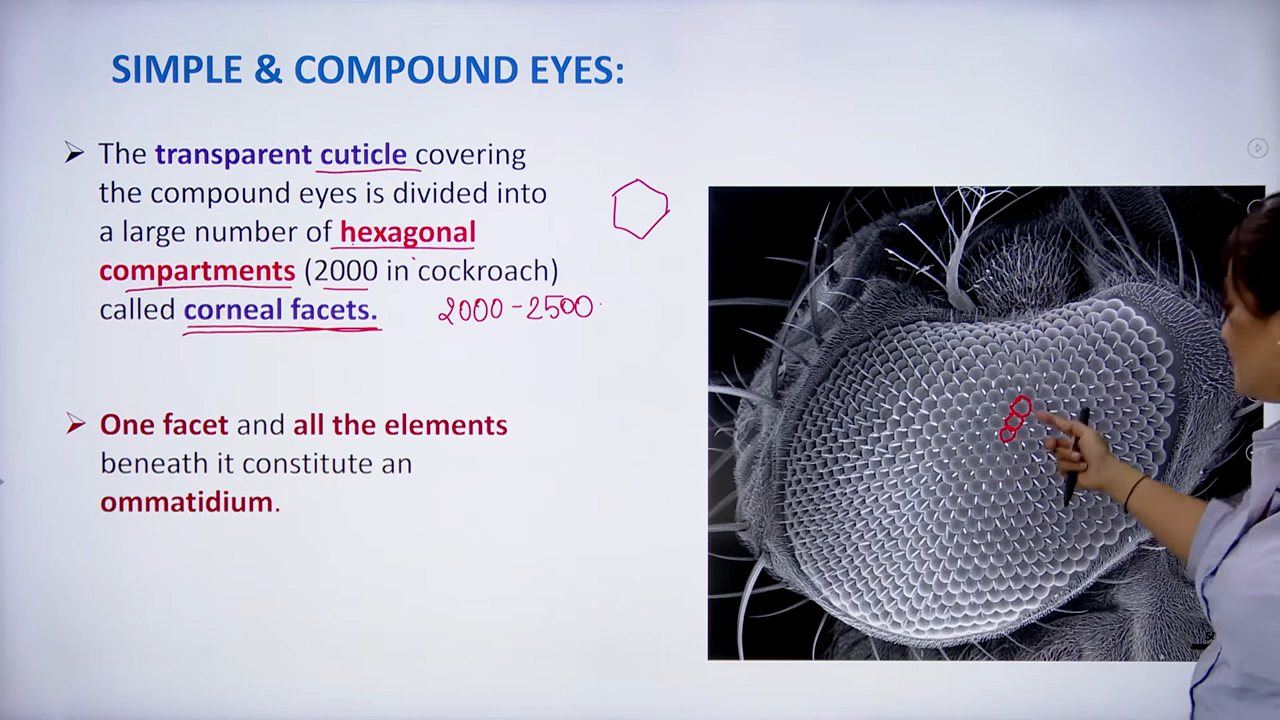 SIMPLE & COMPOUND EYES:
The transparent cuticle covering
the compound eyes is divided into
a large number of hexagonal
compartments (2000 in cockroach)
called corneal facets. 2000-2500
One facet and all the elements
beneath it constitute an
ommatidium.